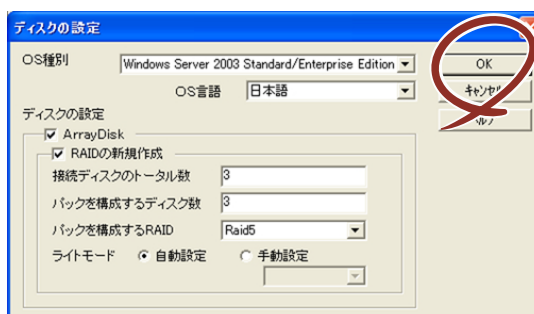 ディスクの設定
OS種別 Windows Server 2003 Standard/Enterprise Edition
OK
OS言語 日本語
キャンセル
ディスクの設定
ヘルプ
ArrayDisk
RAIDの新規作成
接続ディスクのトータル数 3
パックを構成するディスク数 3
パックを構成するRAID Raid5
ライトモード 自動設定 手動設定